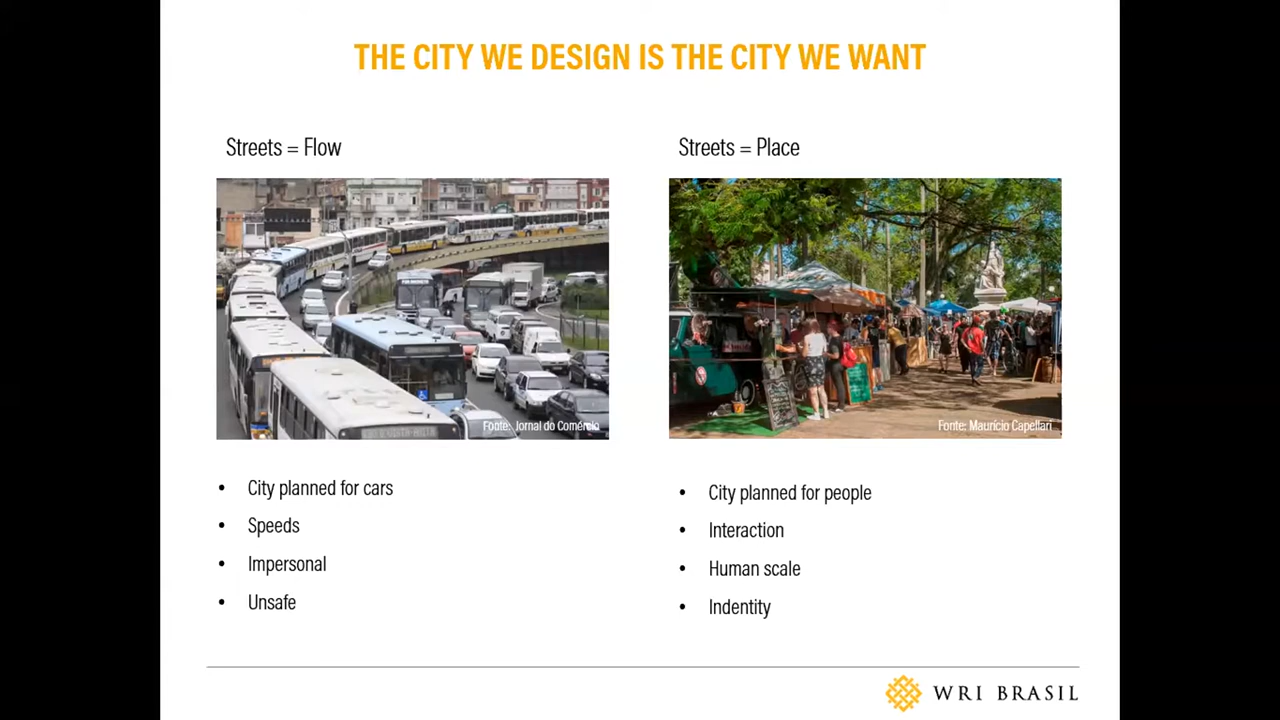 THE CITY WE DESIGN IS THE CITY WE WANT
Streets = Flow
Fonte: Jornal do Comércio
• City planned for cars
• Speeds
• Impersonal
• Unsafe
Streets = Place
Fonte: Maurício Capellari
• City planned for people
• Interaction
• Human scale
• Indentity
WRI BRASIL